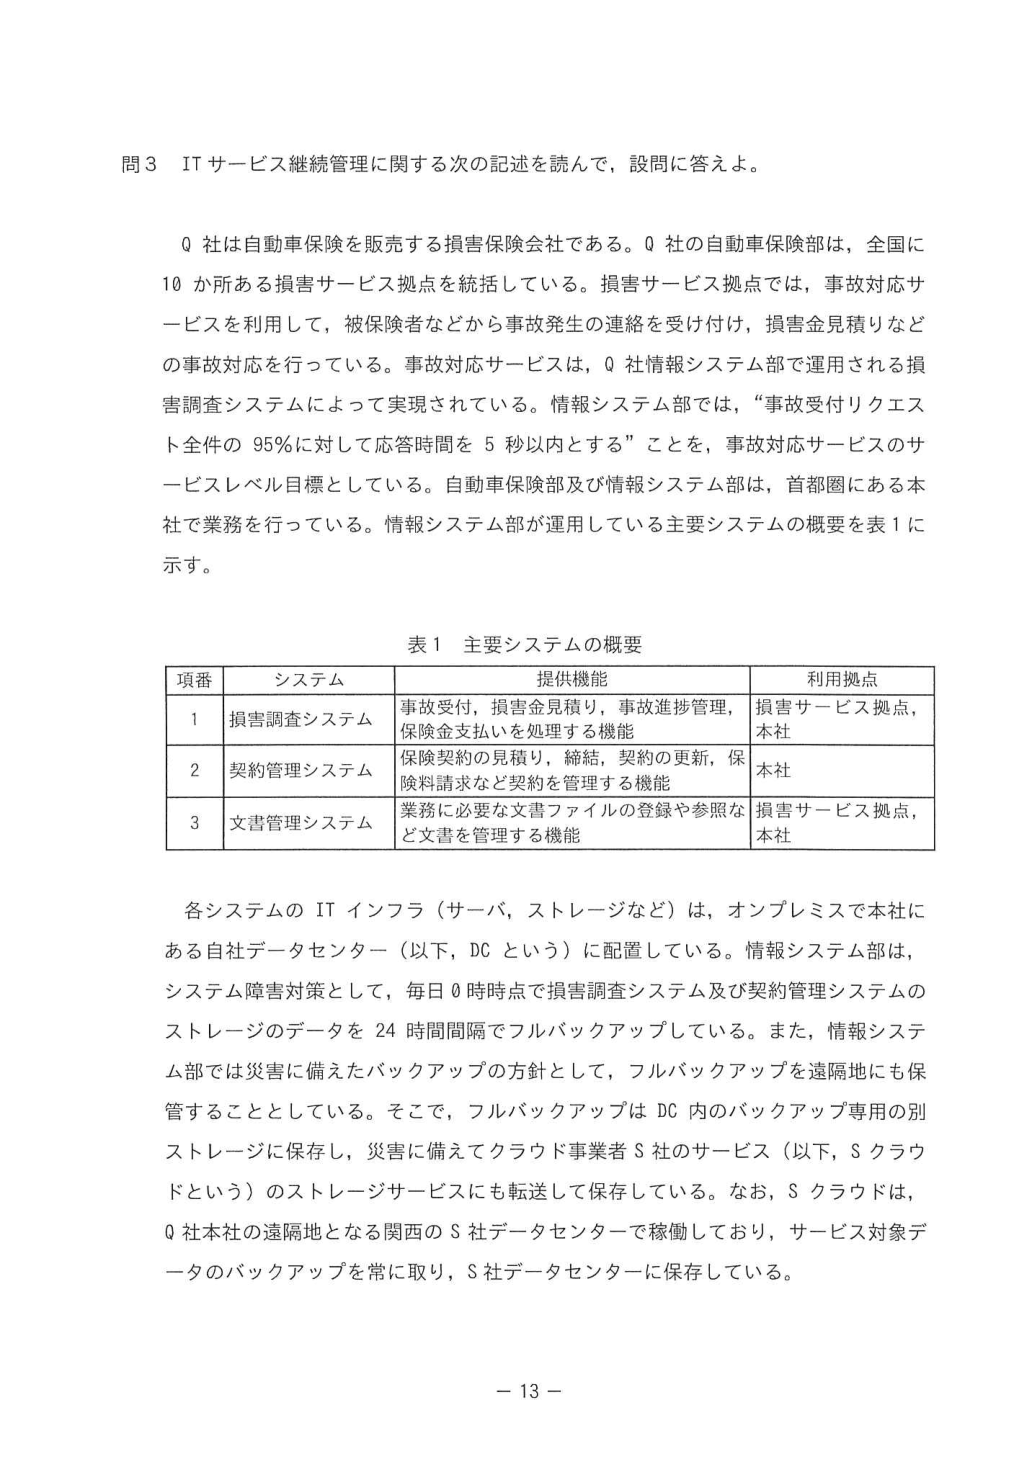 問3 IT サービス継続管理に関する次の記述を読んで，設問に答えよ。
Q 社は自動車保険を販売する損害保険会社である。Q 社の自動車保険部は，全国に
10 か所ある損害サービス拠点を統括している。損害サービス拠点では，事故対応サ
ービスを利用して，被保険者などから事故発生の連絡を受け付け，損害金見積りなど
の事故対応を行っている。事故対応サービスは，Q 社情報システム部で運用される損
害調査システムによって実現されている。情報システム部では，“事故受付リクエス
ト全件の 95％に対して応答時間を 5 秒以内とする”ことを，事故対応サービスのサ
ービスレベル目標としている。自動車保険部及び情報システム部は，首都圏にある本
社で業務を行っている。情報システム部が運用している主要システムの概要を表1に
示す。
表1 主要システムの概要
項番 システム 提供機能 利用拠点
1 損害調査システム 事故受付，損害金見積り，事故進捗管理， 損害サービス拠点，
保険金支払いを処理する機能 本社
2 契約管理システム 保険契約の見積り，締結，契約の更新，保 本社
険料請求など契約を管理する機能
3 文書管理システム 業務に必要な文書ファイルの登録や参照な 損害サービス拠点，
ど文書を管理する機能 本社
各システムの IT インフラ（サーバ，ストレージなど）は，オンプレミスで本社に
ある自社データセンター（以下，DC という）に配置している。情報システム部は，
システム障害対策として，毎日0時時点で損害調査システム及び契約管理システムの
ストレージのデータを 24 時間間隔でフルバックアップしている。また，情報システ
ム部では災害に備えたバックアップの方針として，フルバックアップを遠隔地にも保
管することとしている。そこで，フルバックアップは DC 内のバックアップ専用の別
ストレージに保存し，災害に備えてクラウド事業者 S 社のサービス（以下，S クラウ
ドという）のストレージサービスにも転送して保存している。なお，S クラウドは，
Q 社本社の遠隔地となる関西の S 社データセンターで稼働しており，サービス対象デ
ータのバックアップを常に取り，S 社データセンターに保存している。
－ 13 －